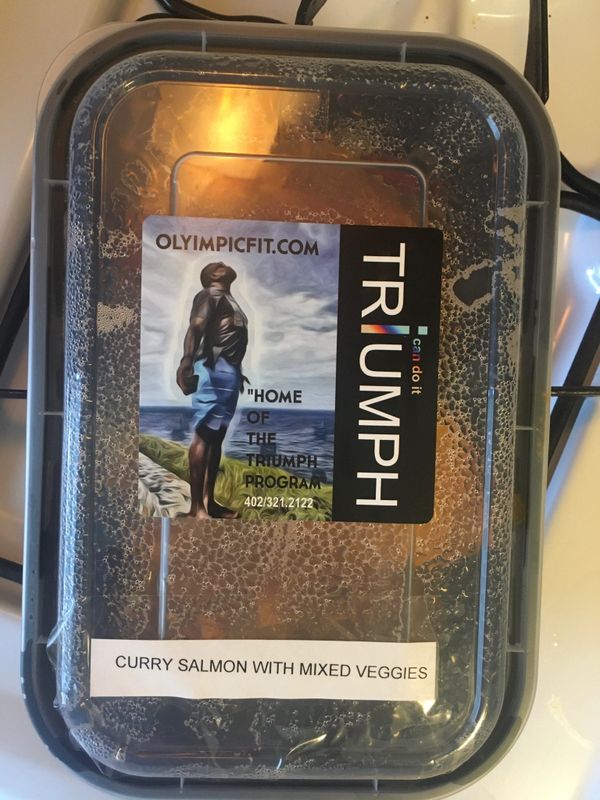 OLYIMPICFIT.COM
"HOME
OF
THE
TRIUMPH
PROGRAM
402/321.2122
TRiUMPH
i can do it
CURRY SALMON WITH MIXED VEGGIES